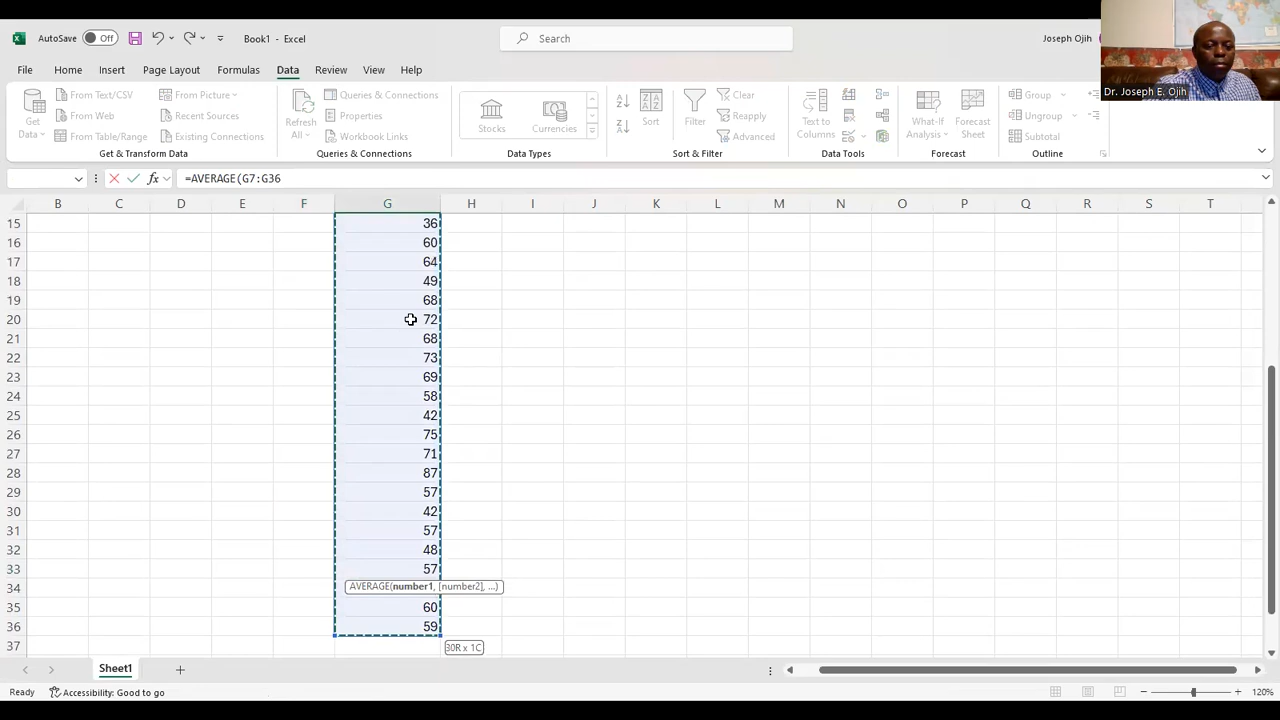 AutoSave Off Book1 - Excel Search Joseph Ojih
File Home Insert Page Layout Formulas Data Review View Help
Dr. Joseph E. Ojih
Get Data From Text/CSV From Web From Table/Range From Picture Recent Sources Existing Connections
Get & Transform Data
Refresh All Queries & Connections Properties Workbook Links
Queries & Connections
Stocks Currencies
Data Types
Sort Filter Clear Reapply Advanced
Sort & Filter
Text to Columns
Data Tools
What-If Analysis Forecast Sheet
Forecast
Group Ungroup Subtotal
Outline
fx =AVERAGE(G7:G36
B C D E F G H I J K L M N O P Q R S T
15 36
16 60
17 64
18 49
19 68
20 72
21 68
22 73
23 69
24 58
25 42
26 75
27 71
28 87
29 57
30 42
31 57
32 48
33 57
34 AVERAGE(number1, [number2], ...)
35 60
36 59
37 30R x 1C
Sheet1
Ready Accessibility: Good to go 120%